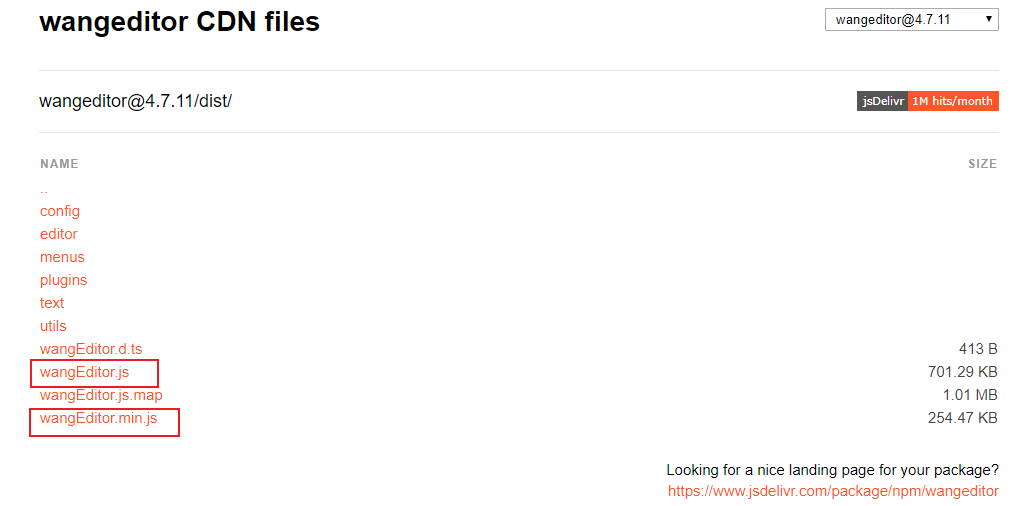 wangeditor CDN files
wangeditor@4.7.11
wangeditor@4.7.11/dist/
jsDelivr 1M hits/month
NAME SIZE
..
config
editor
menus
plugins
text
utils
wangEditor.d.ts 413 B
wangEditor.js 701.29 KB
wangEditor.js.map 1.01 MB
wangEditor.min.js 254.47 KB
Looking for a nice landing page for your package?
https://www.jsdelivr.com/package/npm/wangeditor